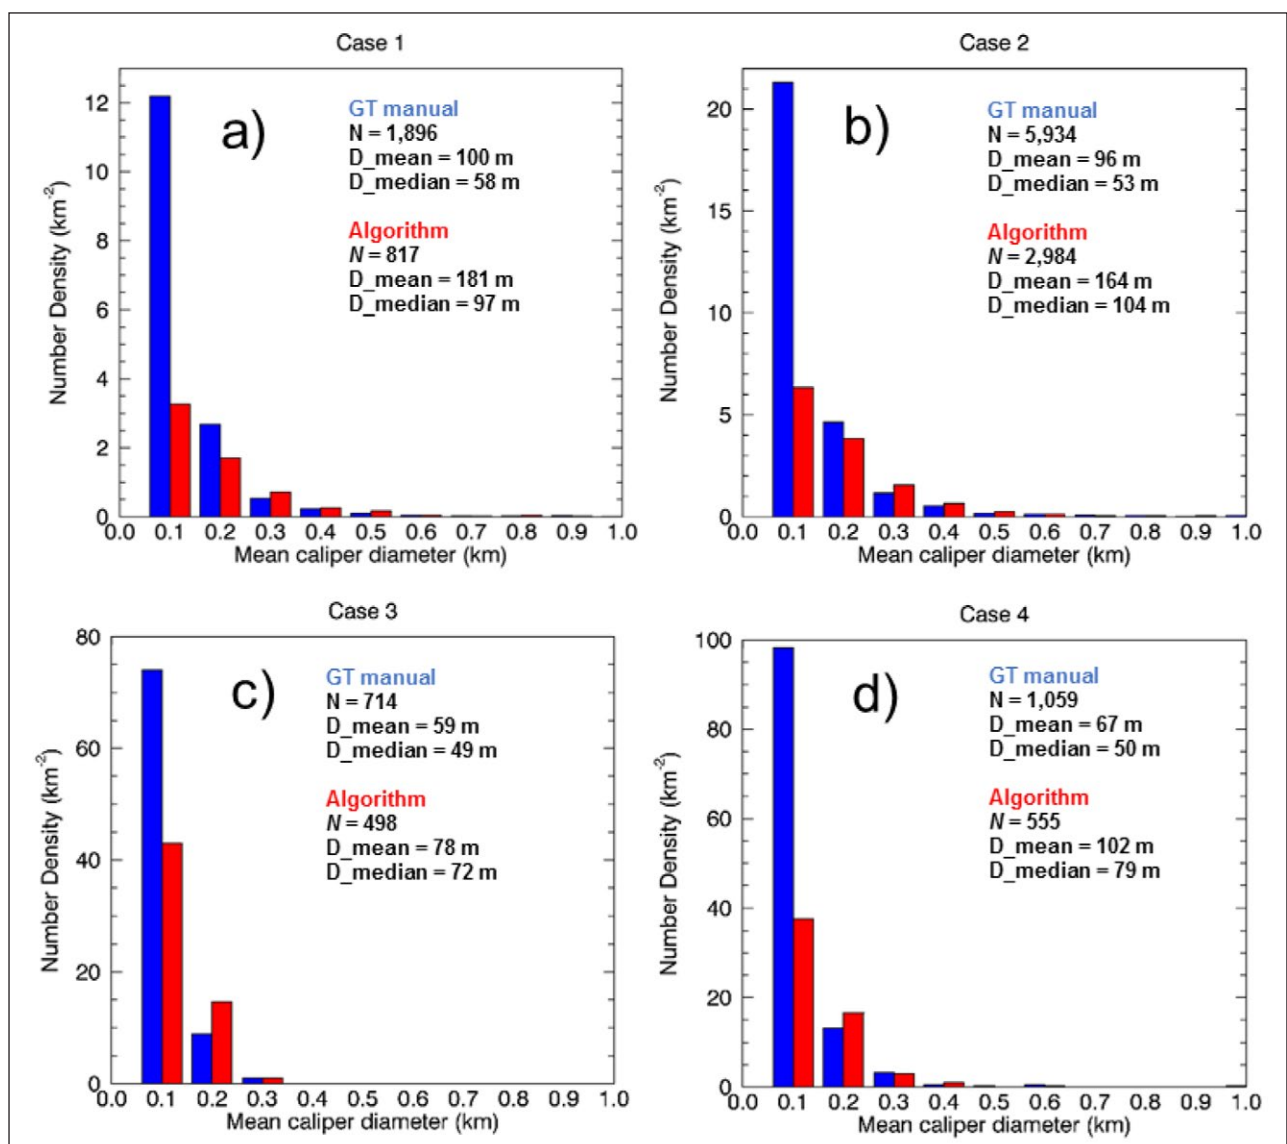 Case 1
a)
GT manual
N = 1,896
D_mean = 100 m
D_median = 58 m
Algorithm
N = 817
D_mean = 181 m
D_median = 97 m
Number Density (km-2)
12
10
8
6
4
2
0
0.0 0.1 0.2 0.3 0.4 0.5 0.6 0.7 0.8 0.9 1.0
Mean caliper diameter (km)
Case 2
b)
GT manual
N = 5,934
D_mean = 96 m
D_median = 53 m
Algorithm
N = 2,984
D_mean = 164 m
D_median = 104 m
Number Density (km-2)
20
15
10
5
0
0.0 0.1 0.2 0.3 0.4 0.5 0.6 0.7 0.8 0.9 1.0
Mean caliper diameter (km)
Case 3
c)
GT manual
N = 714
D_mean = 59 m
D_median = 49 m
Algorithm
N = 498
D_mean = 78 m
D_median = 72 m
Number Density (km-2)
80
60
40
20
0
0.0 0.1 0.2 0.3 0.4 0.5 0.6 0.7 0.8 0.9 1.0
Mean caliper diameter (km)
Case 4
d)
GT manual
N = 1,059
D_mean = 67 m
D_median = 50 m
Algorithm
N = 555
D_mean = 102 m
D_median = 79 m
Number Density (km-2)
100
80
60
40
20
0
0.0 0.1 0.2 0.3 0.4 0.5 0.6 0.7 0.8 0.9 1.0
Mean caliper diameter (km)